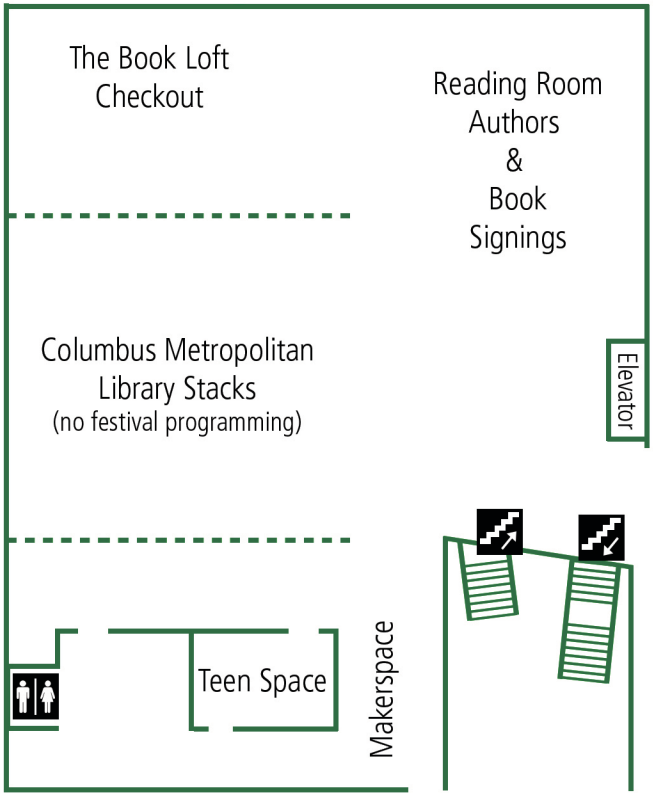 The Book Loft
Checkout
Reading Room
Authors
&
Book
Signings
Columbus Metropolitan
Library Stacks
(no festival programming)
Elevator
Teen Space
Makerspace